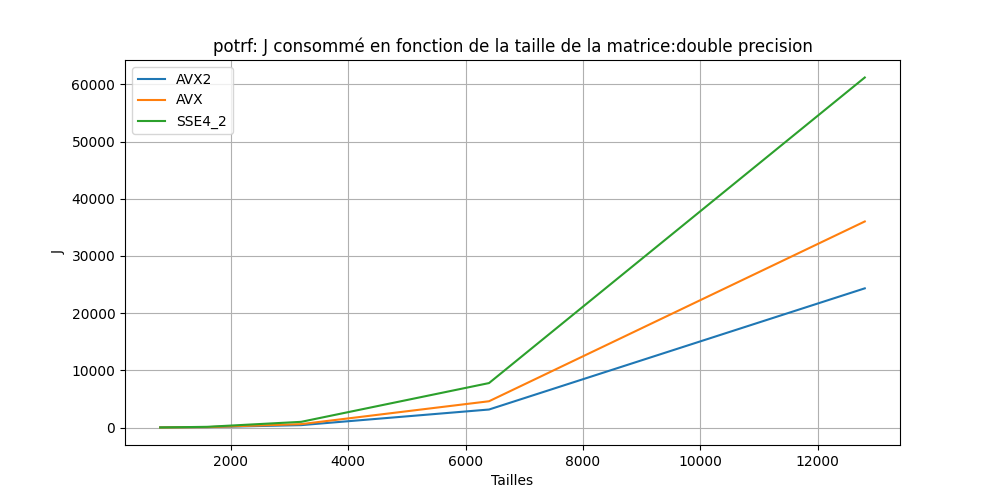 potrf: J consommé en fonction de la taille de la matrice:double precision
AVX2
AVX
SSE4_2
60000
50000
40000
30000
20000
10000
0
J
2000 4000 6000 8000 10000 12000
Tailles